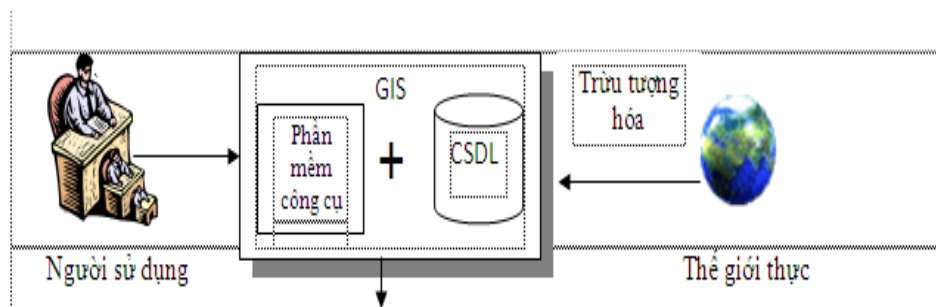 GIS
Phần
mềm
công cụ
+
CSDL
Trừu tượng
hóa
Người sử dụng
Thế giới thực